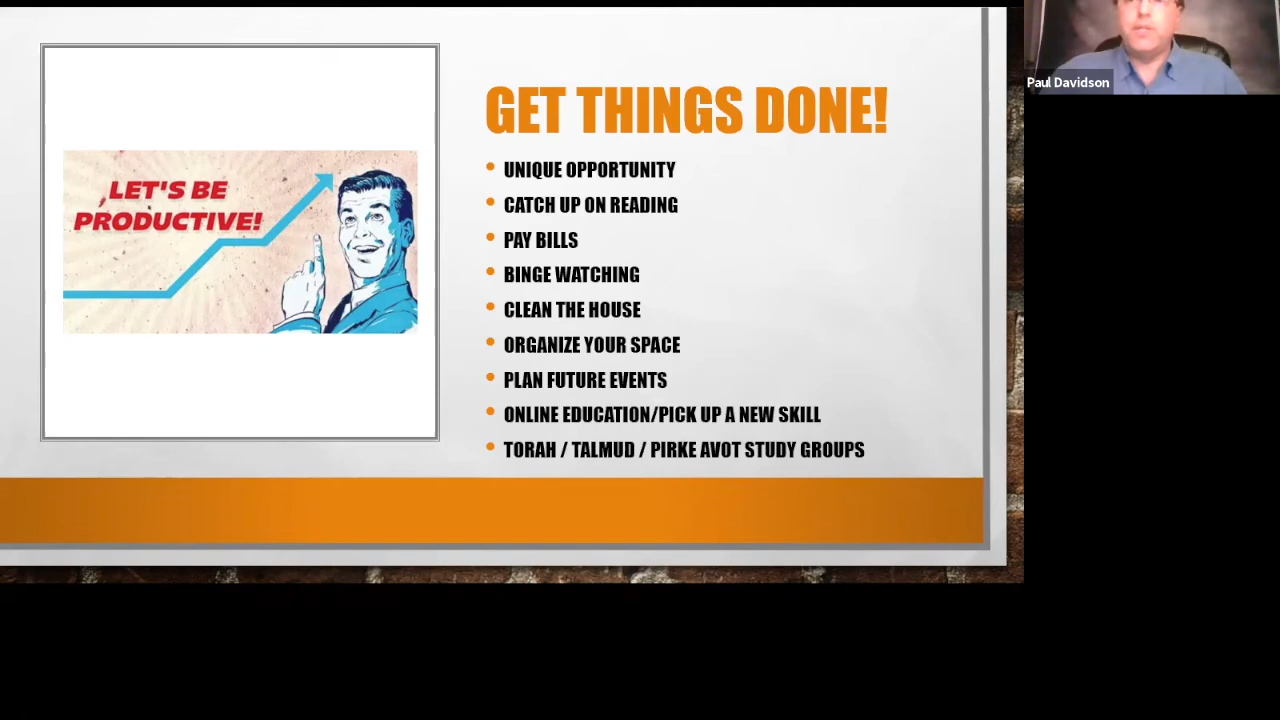 LET'S BE
PRODUCTIVE!
GET THINGS DONE!
• UNIQUE OPPORTUNITY
• CATCH UP ON READING
• PAY BILLS
• BINGE WATCHING
• CLEAN THE HOUSE
• ORGANIZE YOUR SPACE
• PLAN FUTURE EVENTS
• ONLINE EDUCATION/PICK UP A NEW SKILL
• TORAH / TALMUD / PIRKE AVOT STUDY GROUPS
Paul Davidson